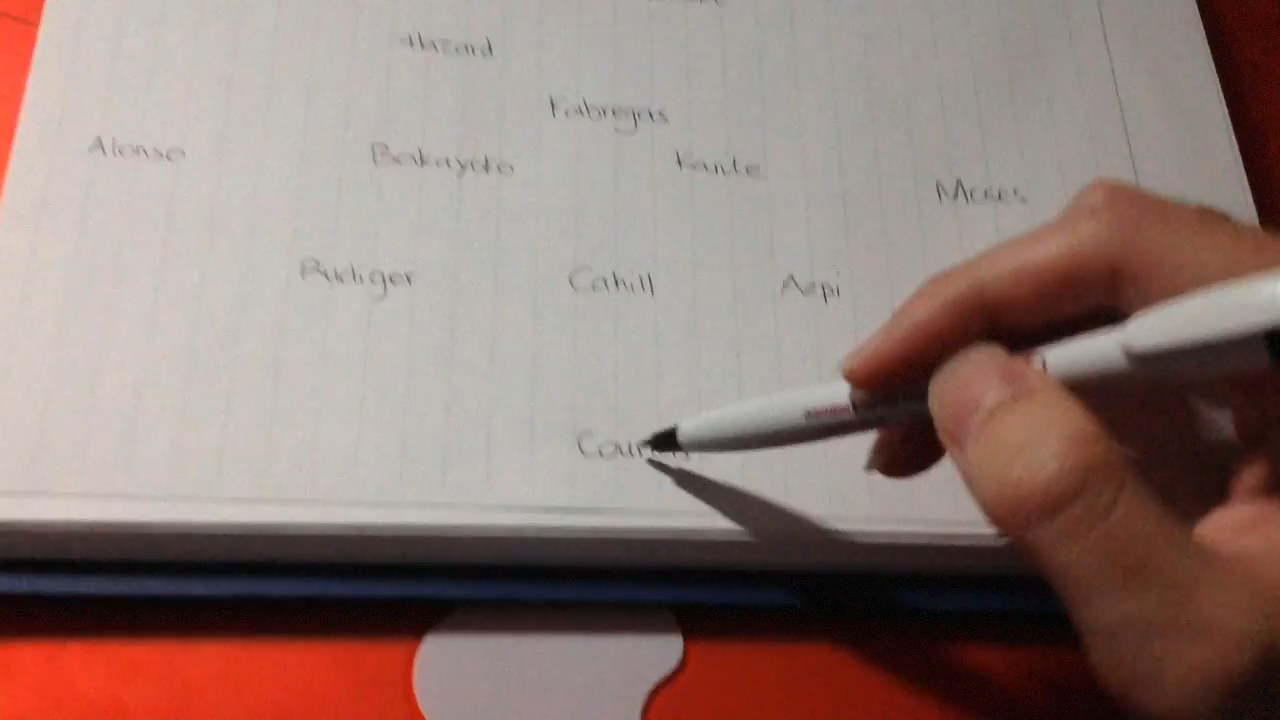 Hazard
Fabregas
Alonso Bakayoko Kante
Moses
Rudiger Cahill Azpi